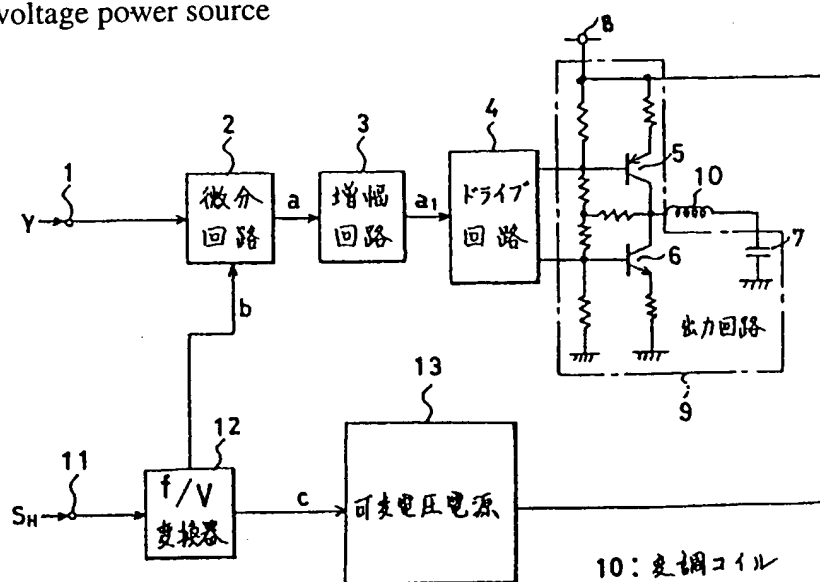 voltage power source
B
2
3
4
5
10
1
Y
微分
回路
a
増幅
回路
a1
ドライブ
回路
6
7
b
出力回路
9
13
11
12
SH
f/V
変換器
c
可変電圧電源
10:変調コイル